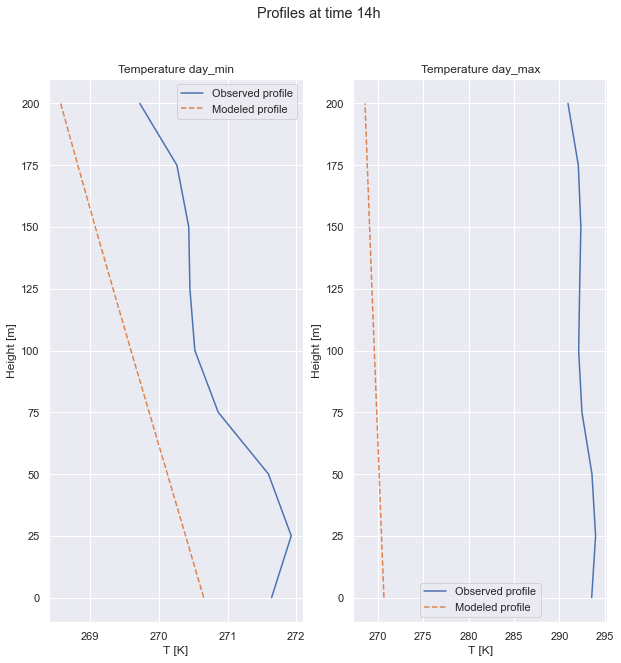 Profiles at time 14h
Temperature day_min
Observed profile
Modeled profile
200
175
150
125
100
75
50
25
0
Height [m]
269 270 271 272
T [K]
Temperature day_max
200
175
150
125
100
75
50
25
0
Height [m]
Observed profile
Modeled profile
270 275 280 285 290 295
T [K]